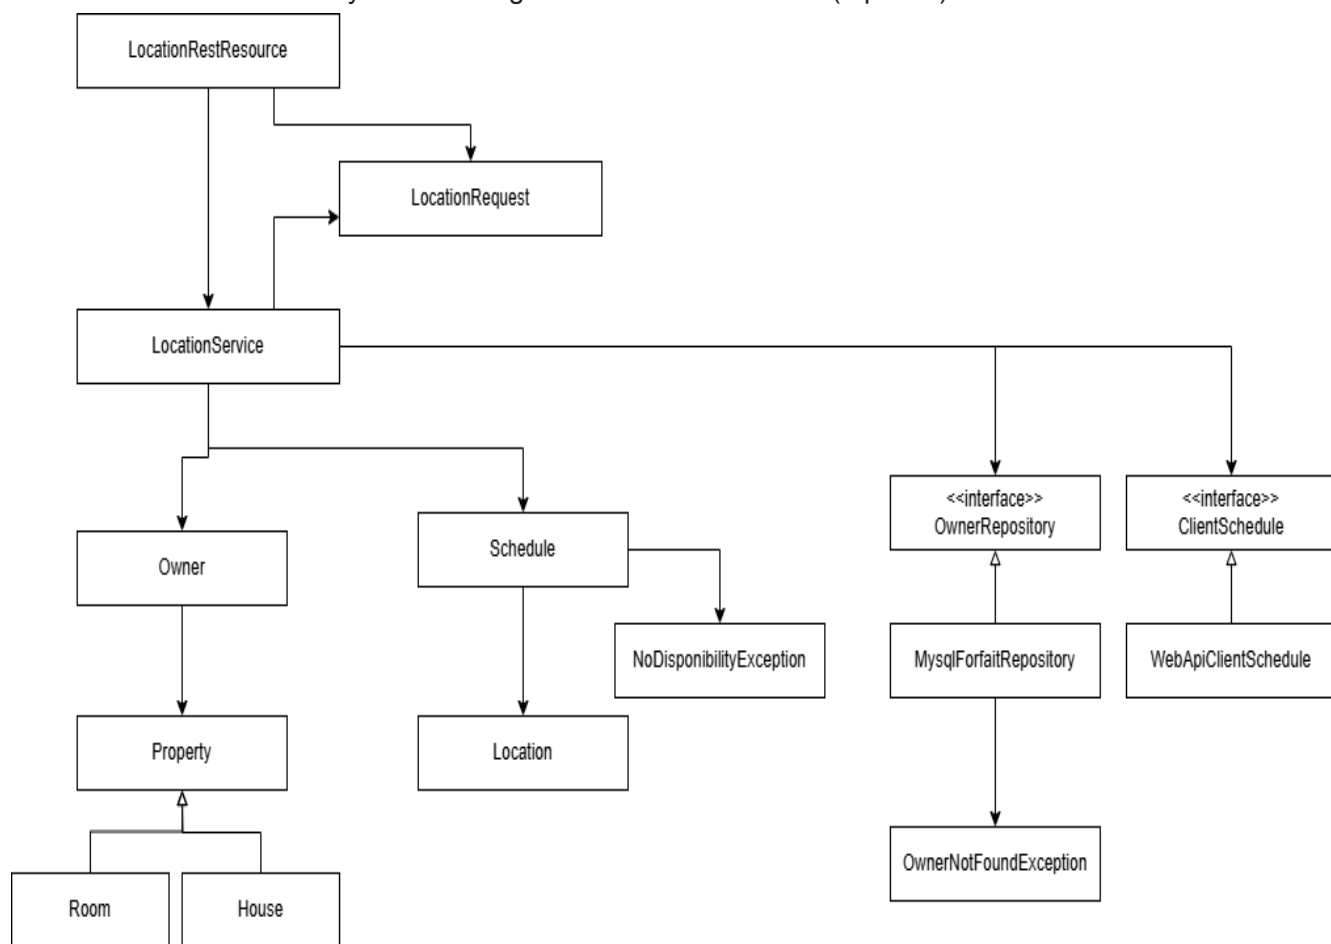 LocationRestResource
LocationRequest
LocationService
<<interface>>
OwnerRepository
<<interface>>
ClientSchedule
Owner
Schedule
NoDisponibilityException
MysqlForfaitRepository
WebApiClientSchedule
Property
Location
OwnerNotFoundException
Room
House